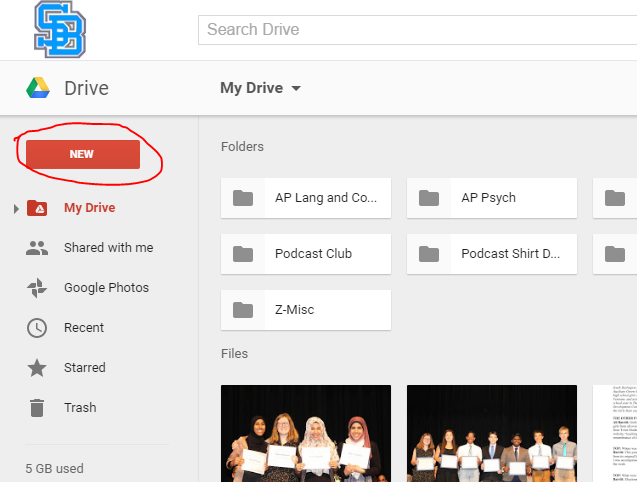 SB
Search Drive
Drive
My Drive
NEW
My Drive
Shared with me
Google Photos
Recent
Starred
Trash
5 GB used
Folders
AP Lang and Co...
AP Psych
Podcast Club
Podcast Shirt D...
Z-Misc
Files